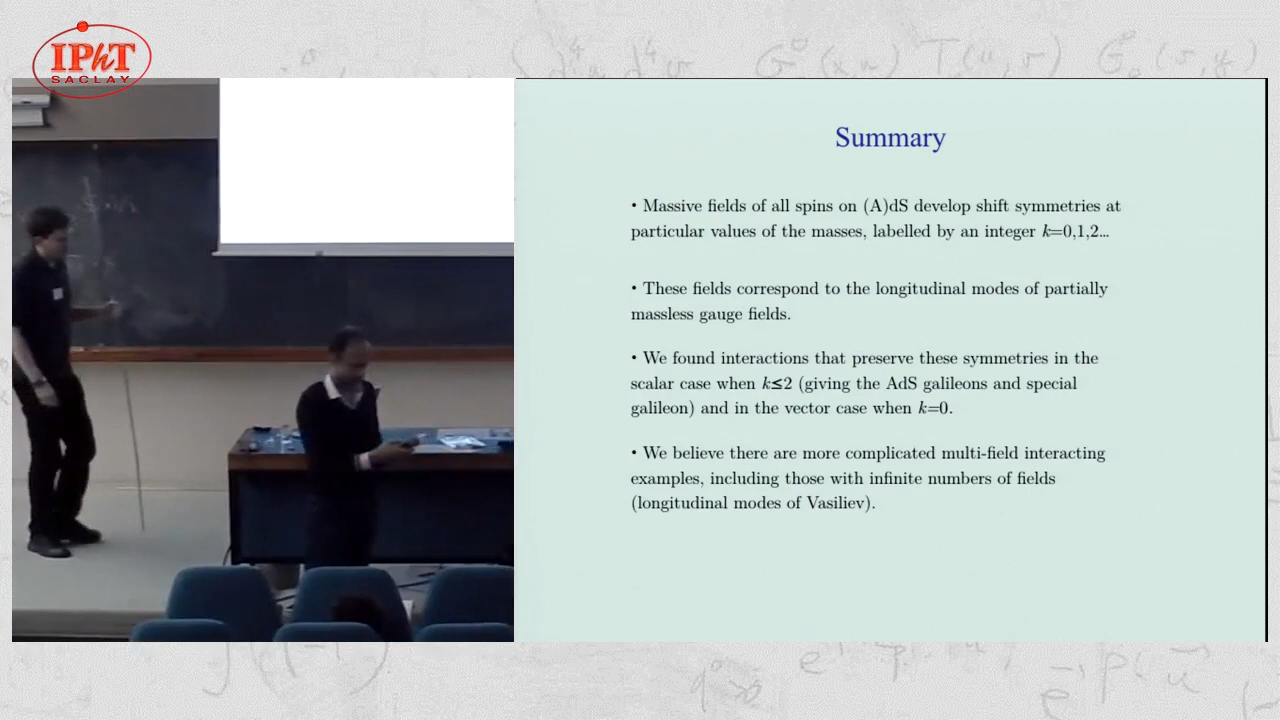 IPhT
SACLAY
Summary
• Massive fields of all spins on (A)dS develop shift symmetries at
particular values of the masses, labelled by an integer k=0,1,2...
• These fields correspond to the longitudinal modes of partially
massless gauge fields.
• We found interactions that preserve these symmetries in the
scalar case when k≤2 (giving the AdS galileons and special
galileon) and in the vector case when k=0.
• We believe there are more complicated multi-field interacting
examples, including those with infinite numbers of fields
(longitudinal modes of Vasiliev).